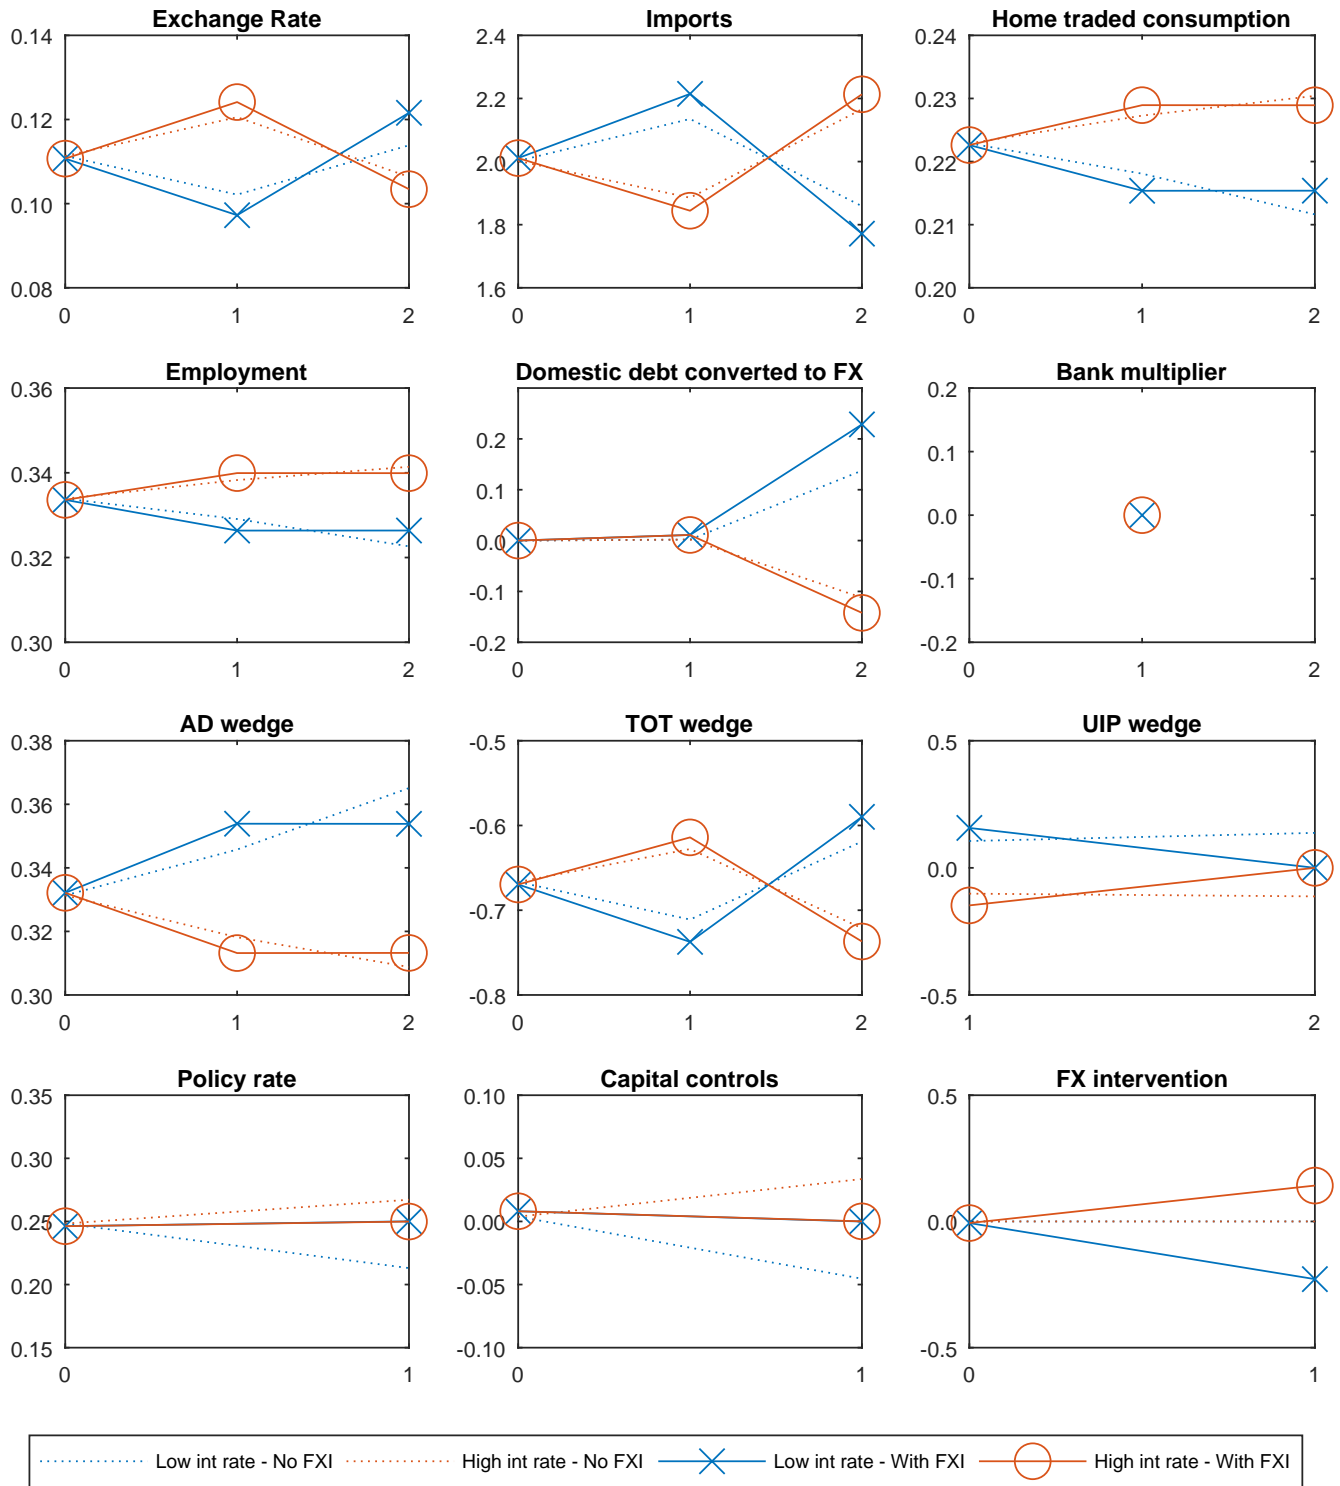 Exchange Rate Imports Home traded consumption
0.14 2.4 0.24
0.12 2.2 0.23
0.10 2.0 0.22
0.08 1.8 0.21
1.6 0.20
0 1 2 0 1 2 0 1 2
Employment Domestic debt converted to FX Bank multiplier
0.36 0.2 0.2
0.34 0.1 0.1
0.32 0.0 0.0
0.30 -0.1 -0.1
-0.2 -0.2
0 1 2 0 1 2 0 1 2
AD wedge TOT wedge UIP wedge
0.38 -0.5 0.5
0.36 -0.6 0.0
0.34 -0.7 -0.5
0.32 -0.8
0.30
0 1 2 0 1 2 1 2
Policy rate Capital controls FX intervention
0.35 0.10 0.5
0.30 0.05 0.0
0.25 0.00 -0.5
0.20 -0.05
0.15 -0.10
0 1 0 1 0 1
Low int rate - No FXI High int rate - No FXI Low int rate - With FXI High int rate - With FXI